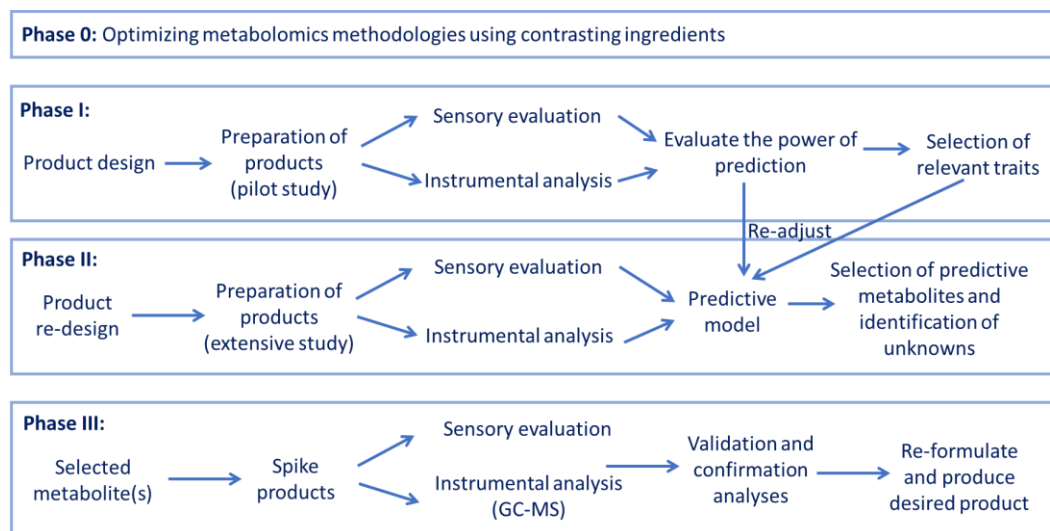 Phase 0: Optimizing metabolomics methodologies using contrasting ingredients
Phase I:
Product design
Preparation of
products
(pilot study)
Sensory evaluation
Instrumental analysis
Evaluate the power of
prediction
Selection of
relevant traits
Re-adjust
Phase II:
Product
re-design
Preparation of
products
(extensive study)
Sensory evaluation
Instrumental analysis
Predictive
model
Selection of predictive
metabolites and
identification of
unknowns
Phase III:
Selected
metabolite(s)
Spike
products
Sensory evaluation
Instrumental analysis
(GC-MS)
Validation and
confirmation
analyses
Re-formulate
and produce
desired product